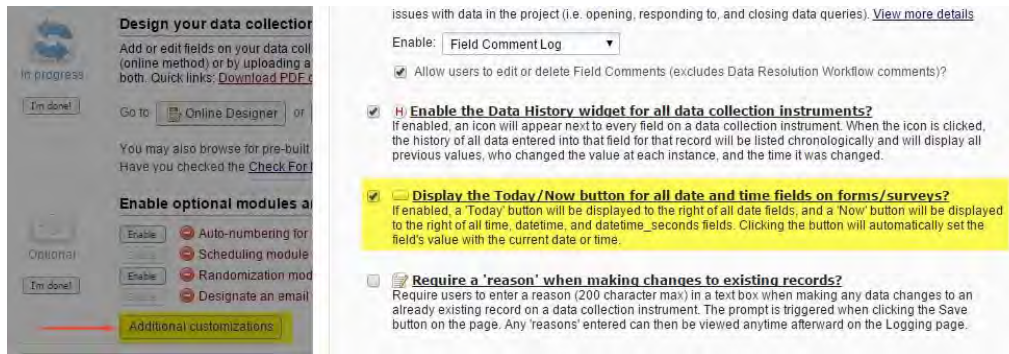 Design your data collection
Add or edit fields on your data coll
(online method) or by uploading a
both. Quick links: Download PDF o
In progress
I'm done!
Go to Online Designer or
You may also browse for pre-built
Have you checked the Check For I
Enable optional modules a
Enable Auto-numbering for
Scheduling module
Optional
Enable Randomization mod
I'm done!
Designate an email
Additional customizations
issues with data in the project (i.e. opening, responding to, and closing data queries). View more details
Enable: Field Comment Log
Allow users to edit or delete Field Comments (excludes Data Resolution Workflow comments)?
H Enable the Data History widget for all data collection instruments?
If enabled, an icon will appear next to every field on a data collection instrument. When the icon is clicked,
the history of all data entered into that field for that record will be listed chronologically and will display all
previous values, who changed the value at each instance, and the time it was changed.
Display the Today/Now button for all date and time fields on forms/surveys?
If enabled, a 'Today' button will be displayed to the right of all date fields, and a 'Now' button will be displayed
to the right of all time, datetime, and datetime_seconds fields. Clicking the button will automatically set the
field's value with the current date or time.
Require a 'reason' when making changes to existing records?
Require users to enter a reason (200 character max) in a text box when making any data changes to an
already existing record on a data collection instrument. The prompt is triggered when clicking the Save
button on the page. Any 'reasons' entered can then be viewed anytime afterward on the Logging page.